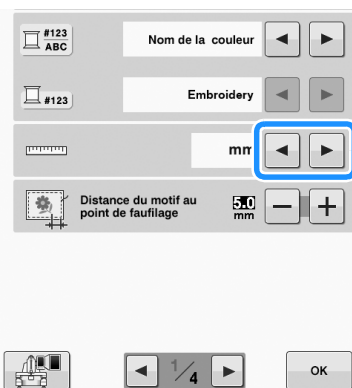 #123
ABC
Nom de la couleur
#123
Embroidery
mm
Distance du motif au
point de faufilage
5.0
mm
1/4
OK